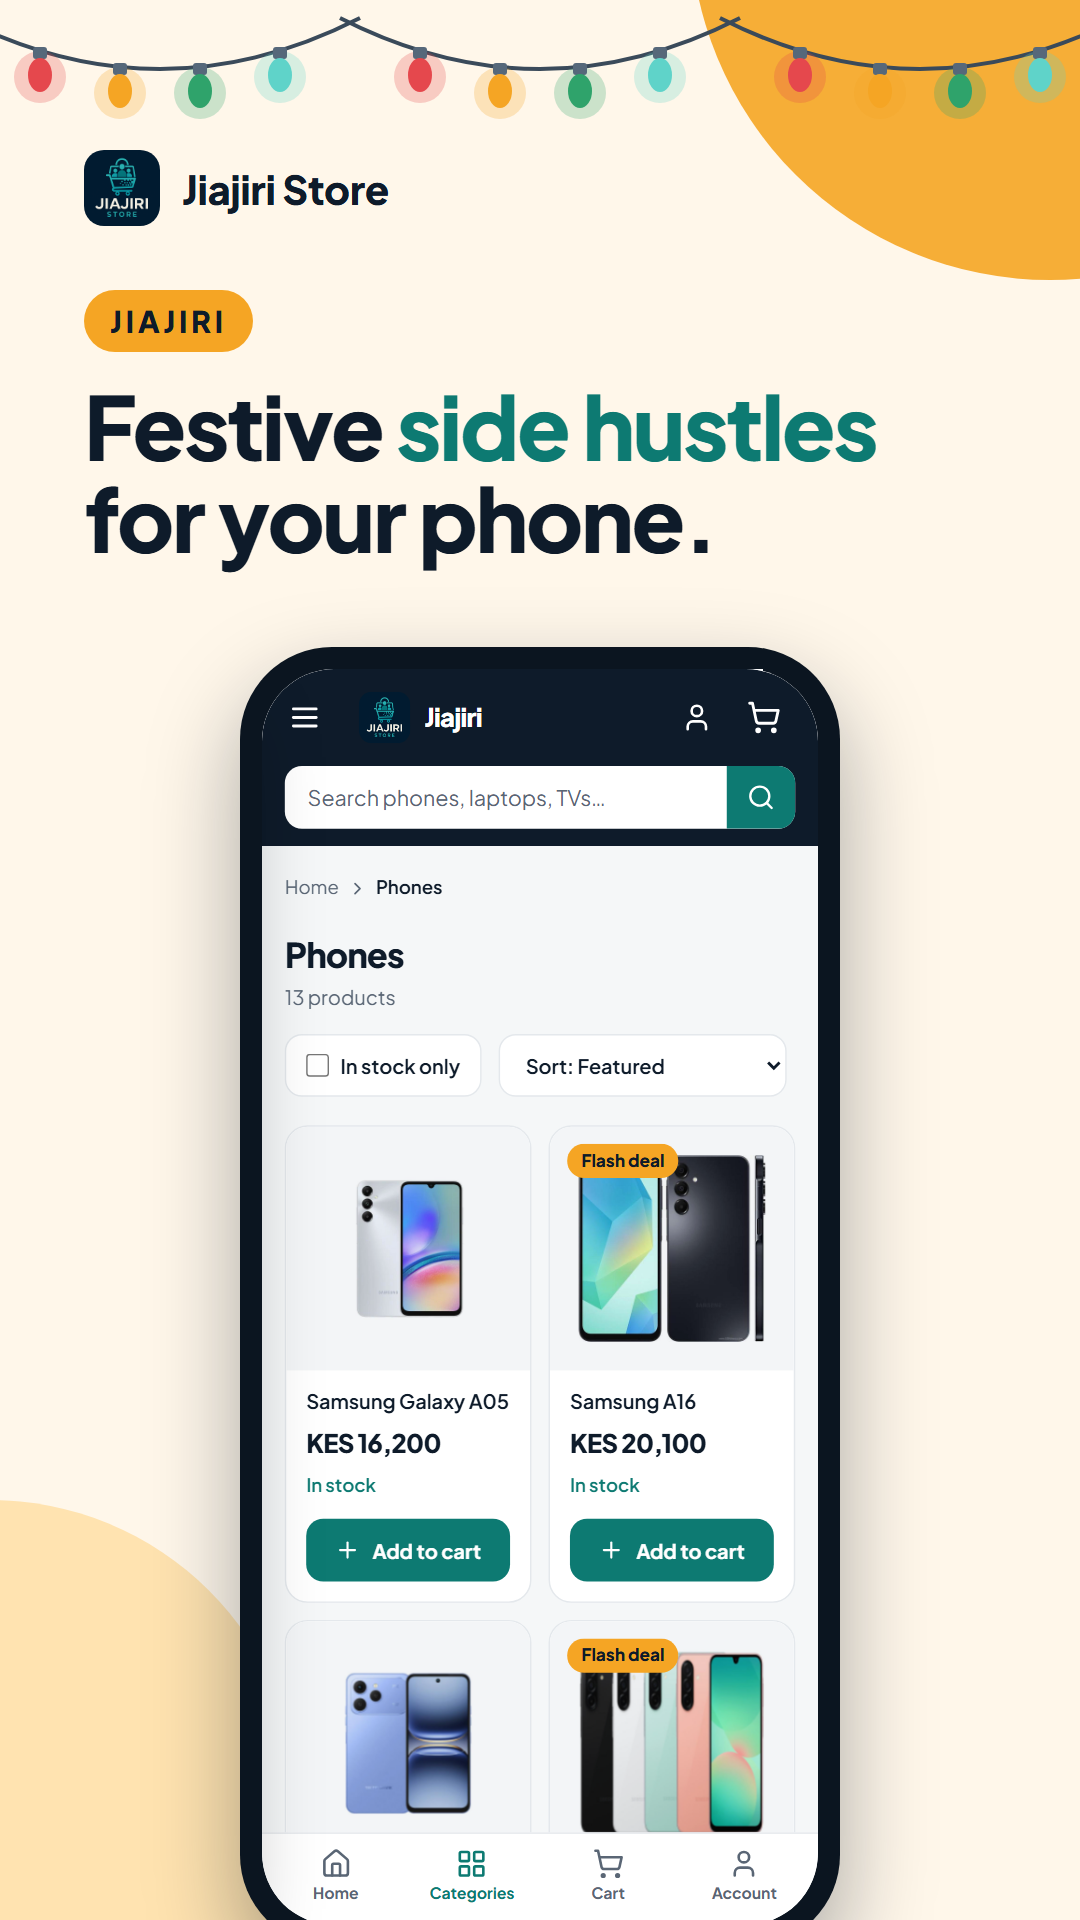 JIAJIRI
STORE
Jiajiri Store
JIAJIRI
Festive side hustles
for your phone.
JIAJIRI
STORE
Jiajiri
Search phones, laptops, TVs...
Home > Phones
Phones
13 products
In stock only
Sort: Featured
Flash deal
Samsung Galaxy A05
KES 16,200
In stock
+ Add to cart
Samsung A16
KES 20,100
In stock
+ Add to cart
Flash deal
Home
Categories
Cart
Account